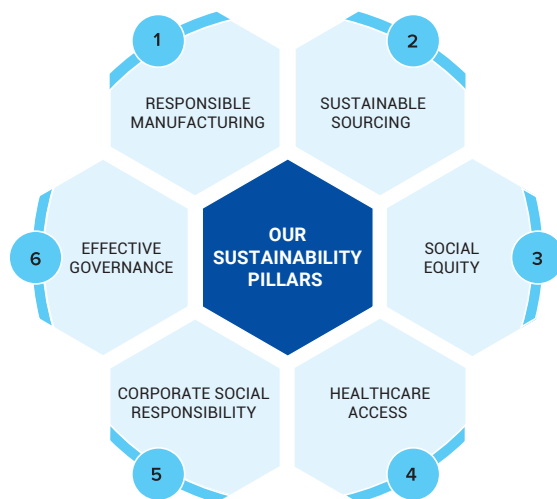 1
RESPONSIBLE
MANUFACTURING
2
SUSTAINABLE
SOURCING
OUR
SUSTAINABILITY
PILLARS
3
SOCIAL
EQUITY
4
HEALTHCARE
ACCESS
5
CORPORATE SOCIAL
RESPONSIBILITY
6
EFFECTIVE
GOVERNANCE